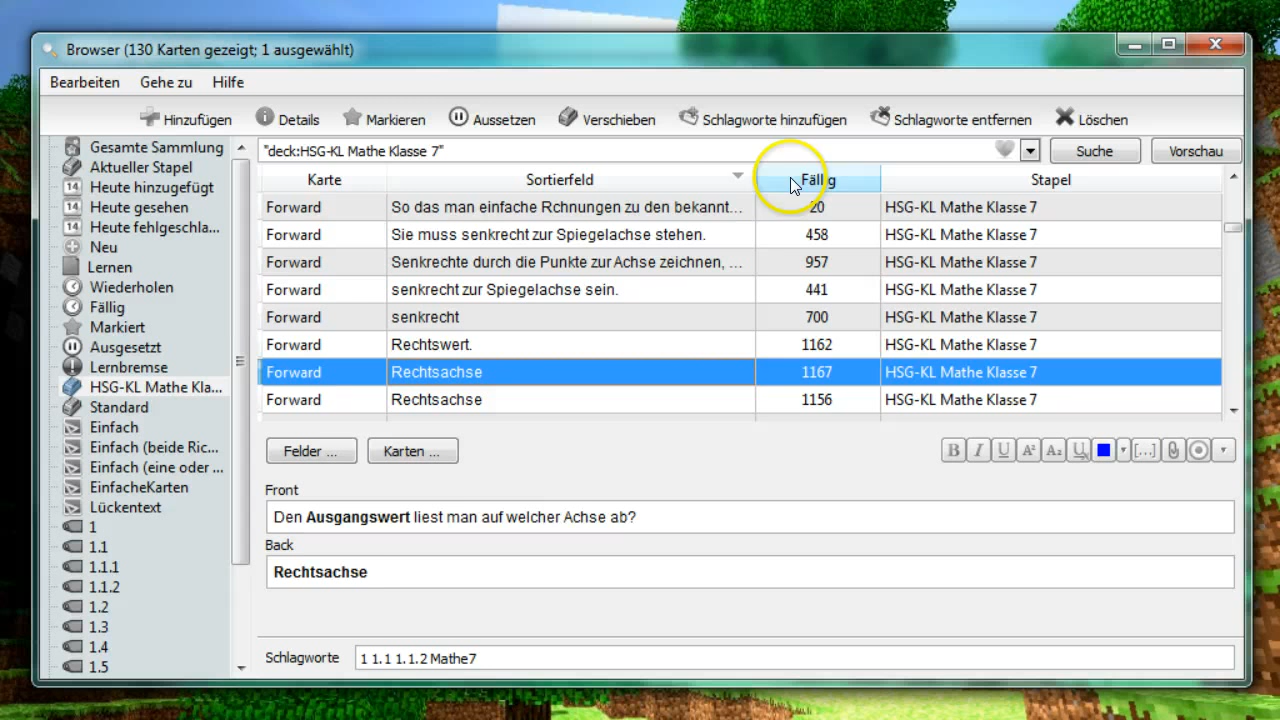 Browser (130 Karten gezeigt; 1 ausgewählt)
Bearbeiten Gehe zu Hilfe
Hinzufügen Details Markieren Aussetzen Verschieben Schlagworte hinzufügen Schlagworte entfernen Löschen
Gesamte Sammlung
Aktueller Stapel
14 Heute hinzugefügt
14 Heute gesehen
14 Heute fehlgeschla...
Neu
Lernen
Wiederholen
Fällig
Markiert
Ausgesetzt
Lernbremse
HSG-KL Mathe Kla...
Standard
Einfach
Einfach (beide Ric...
Einfach (eine oder ...
EinfacheKarten
Lückentext
1
1.1
1.1.1
1.1.2
1.2
1.3
1.4
1.5
"deck:HSG-KL Mathe Klasse 7" Suche Vorschau
Karte Sortierfeld Fällig Stapel
Forward So das man einfache Rchnungen zu den bekannt... 20 HSG-KL Mathe Klasse 7
Forward Sie muss senkrecht zur Spiegelachse stehen. 458 HSG-KL Mathe Klasse 7
Forward Senkrechte durch die Punkte zur Achse zeichnen, ... 957 HSG-KL Mathe Klasse 7
Forward senkrecht zur Spiegelachse sein. 441 HSG-KL Mathe Klasse 7
Forward senkrecht 700 HSG-KL Mathe Klasse 7
Forward Rechtswert. 1162 HSG-KL Mathe Klasse 7
Forward Rechtsachse 1167 HSG-KL Mathe Klasse 7
Forward Rechtsachse 1156 HSG-KL Mathe Klasse 7
Felder ... Karten ... B I U A² A₂ U [...]
Front
Den Ausgangswert liest man auf welcher Achse ab?
Back
Rechtsachse
Schlagworte 1 1.1 1.1.2 Mathe7